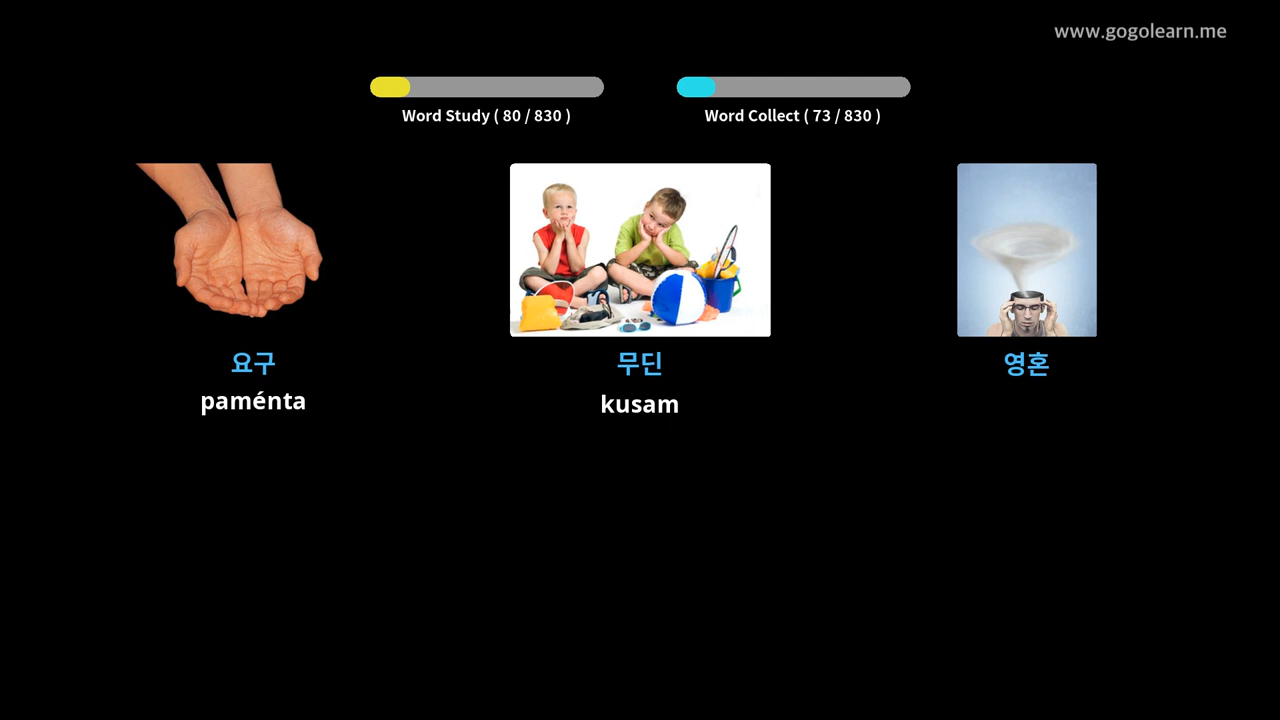 www.gogolearn.me
Word Study ( 80 / 830 )
Word Collect ( 73 / 830 )
요구
무딘
영혼
paménta
kusam